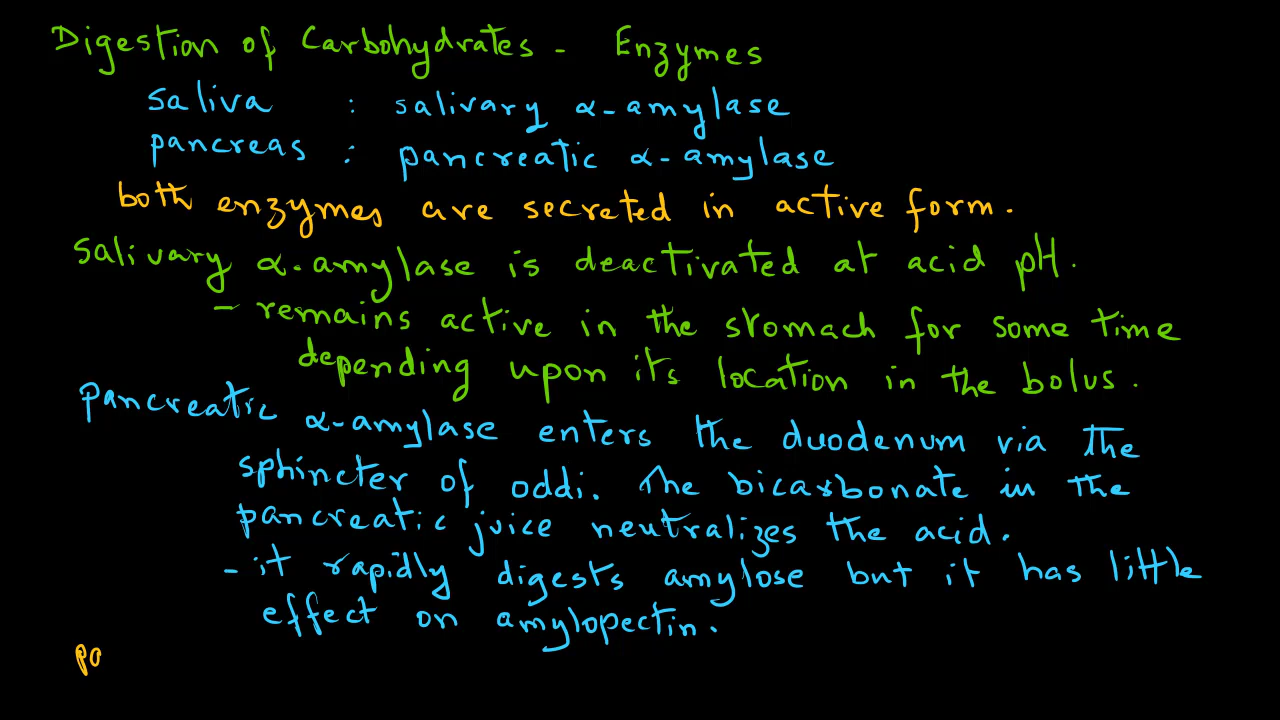 Digestion of Carbohydrates - Enzymes
saliva : salivary α-amylase
pancreas : pancreatic α-amylase
both enzymes are secreted in active form.
Salivary α-amylase is deactivated at acid pH.
- remains active in the stomach for some time
depending upon its location in the bolus.
Pancreatic α-amylase enters the duodenum via the
sphincter of oddi. The bicarbonate in the
pancreatic juice neutralizes the acid.
- it rapidly digests amylose but it has little
effect on amylopectin.
pa